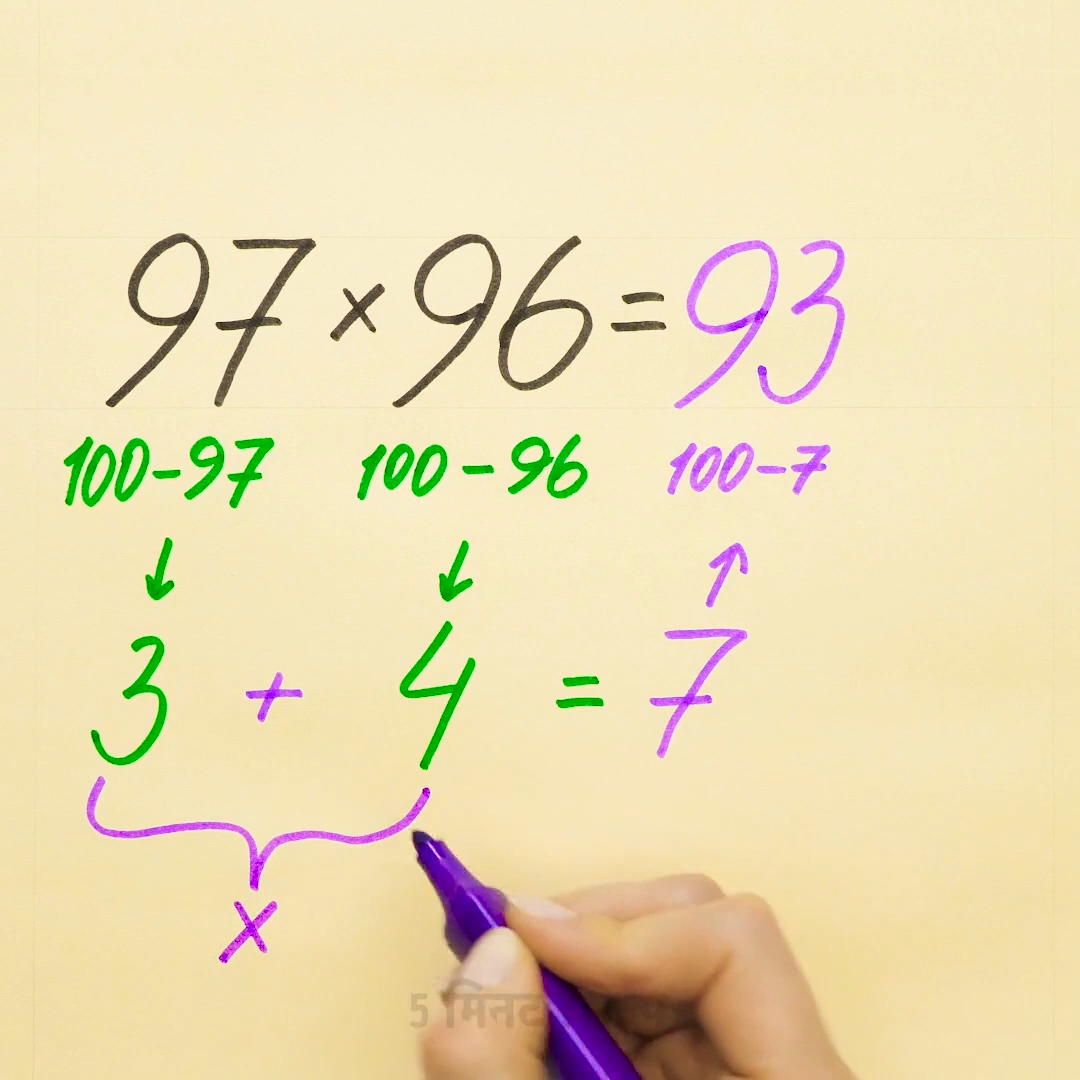 97 × 96 = 93
100-97 100-96 100-7
↓ ↓ ↑
3 + 4 = 7
×
5 मिनट